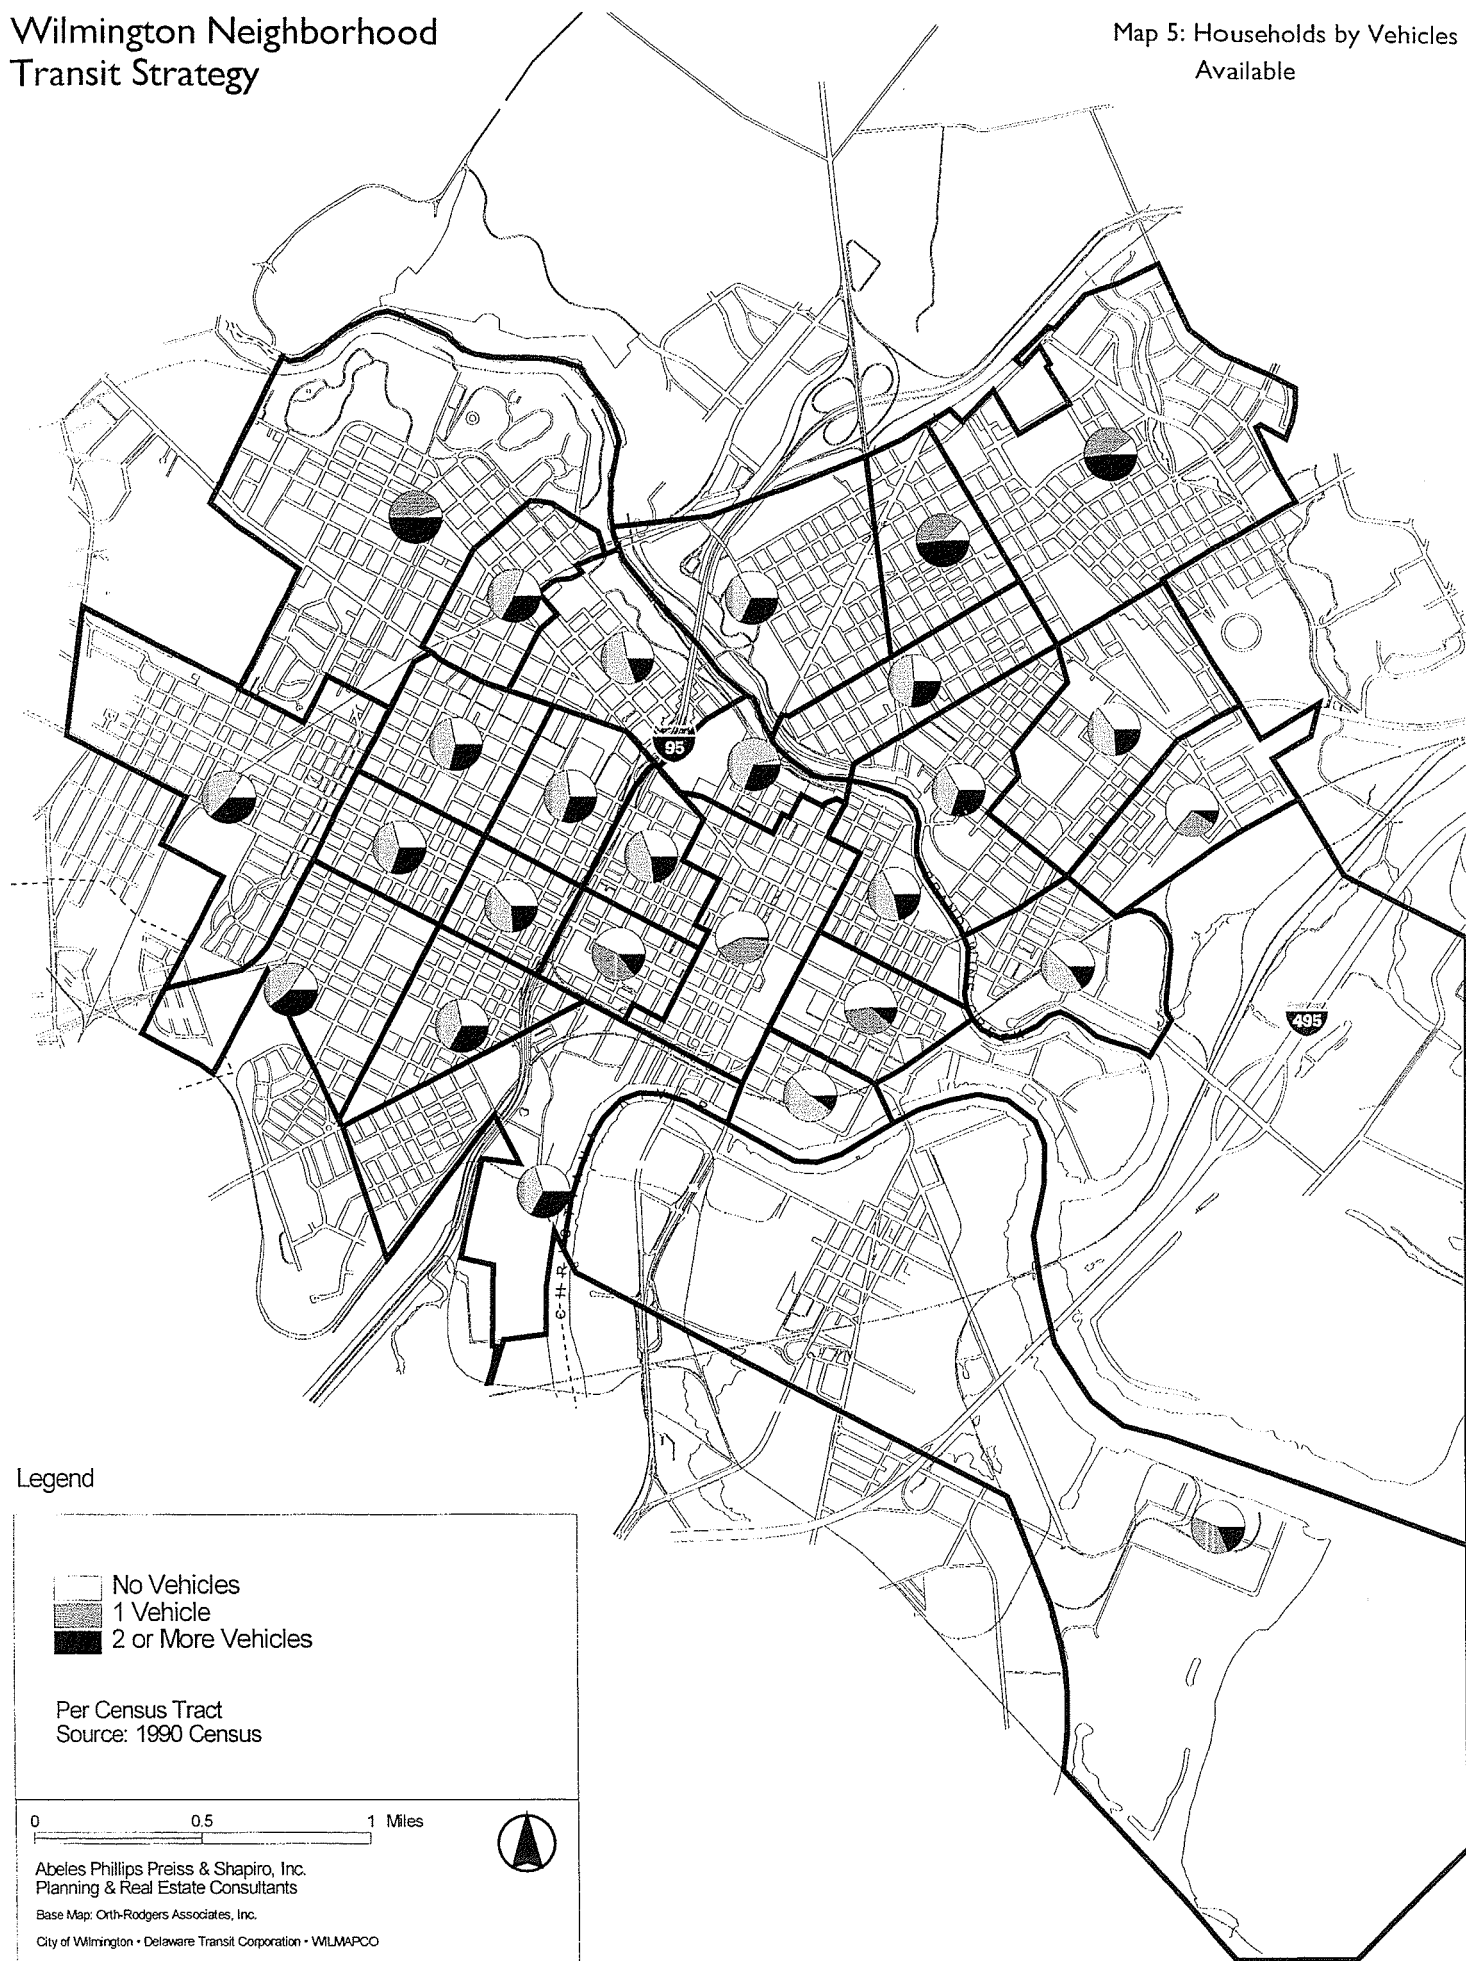 Wilmington Neighborhood
Transit Strategy
Map 5: Households by Vehicles
Available
95
495
Legend
No Vehicles
1 Vehicle
2 or More Vehicles
Per Census Tract
Source: 1990 Census
0 0.5 1 Miles
Abeles Phillips Preiss & Shapiro, Inc.
Planning & Real Estate Consultants
Base Map: Orth-Rodgers Associates, Inc.
City of Wilmington • Delaware Transit Corporation • WILMAPCO